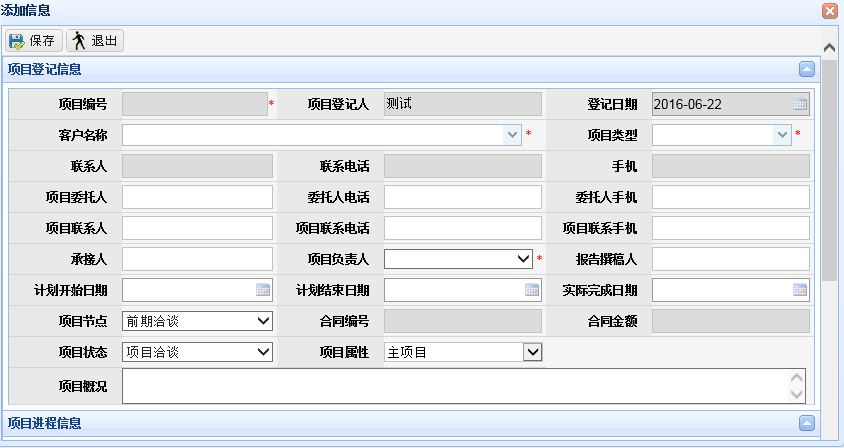 添加信息
保存 退出
项目登记信息
项目编号 * 项目登记人 测试 登记日期 2016-06-22
客户名称 * 项目类型 *
联系人 联系电话 手机
项目委托人 委托人电话 委托人手机
项目联系人 项目联系电话 项目联系手机
承接人 项目负责人 * 报告撰稿人
计划开始日期 计划结束日期 实际完成日期
项目节点 前期洽谈 合同编号 合同金额
项目状态 项目洽谈 项目属性 主项目
项目概况
项目进程信息